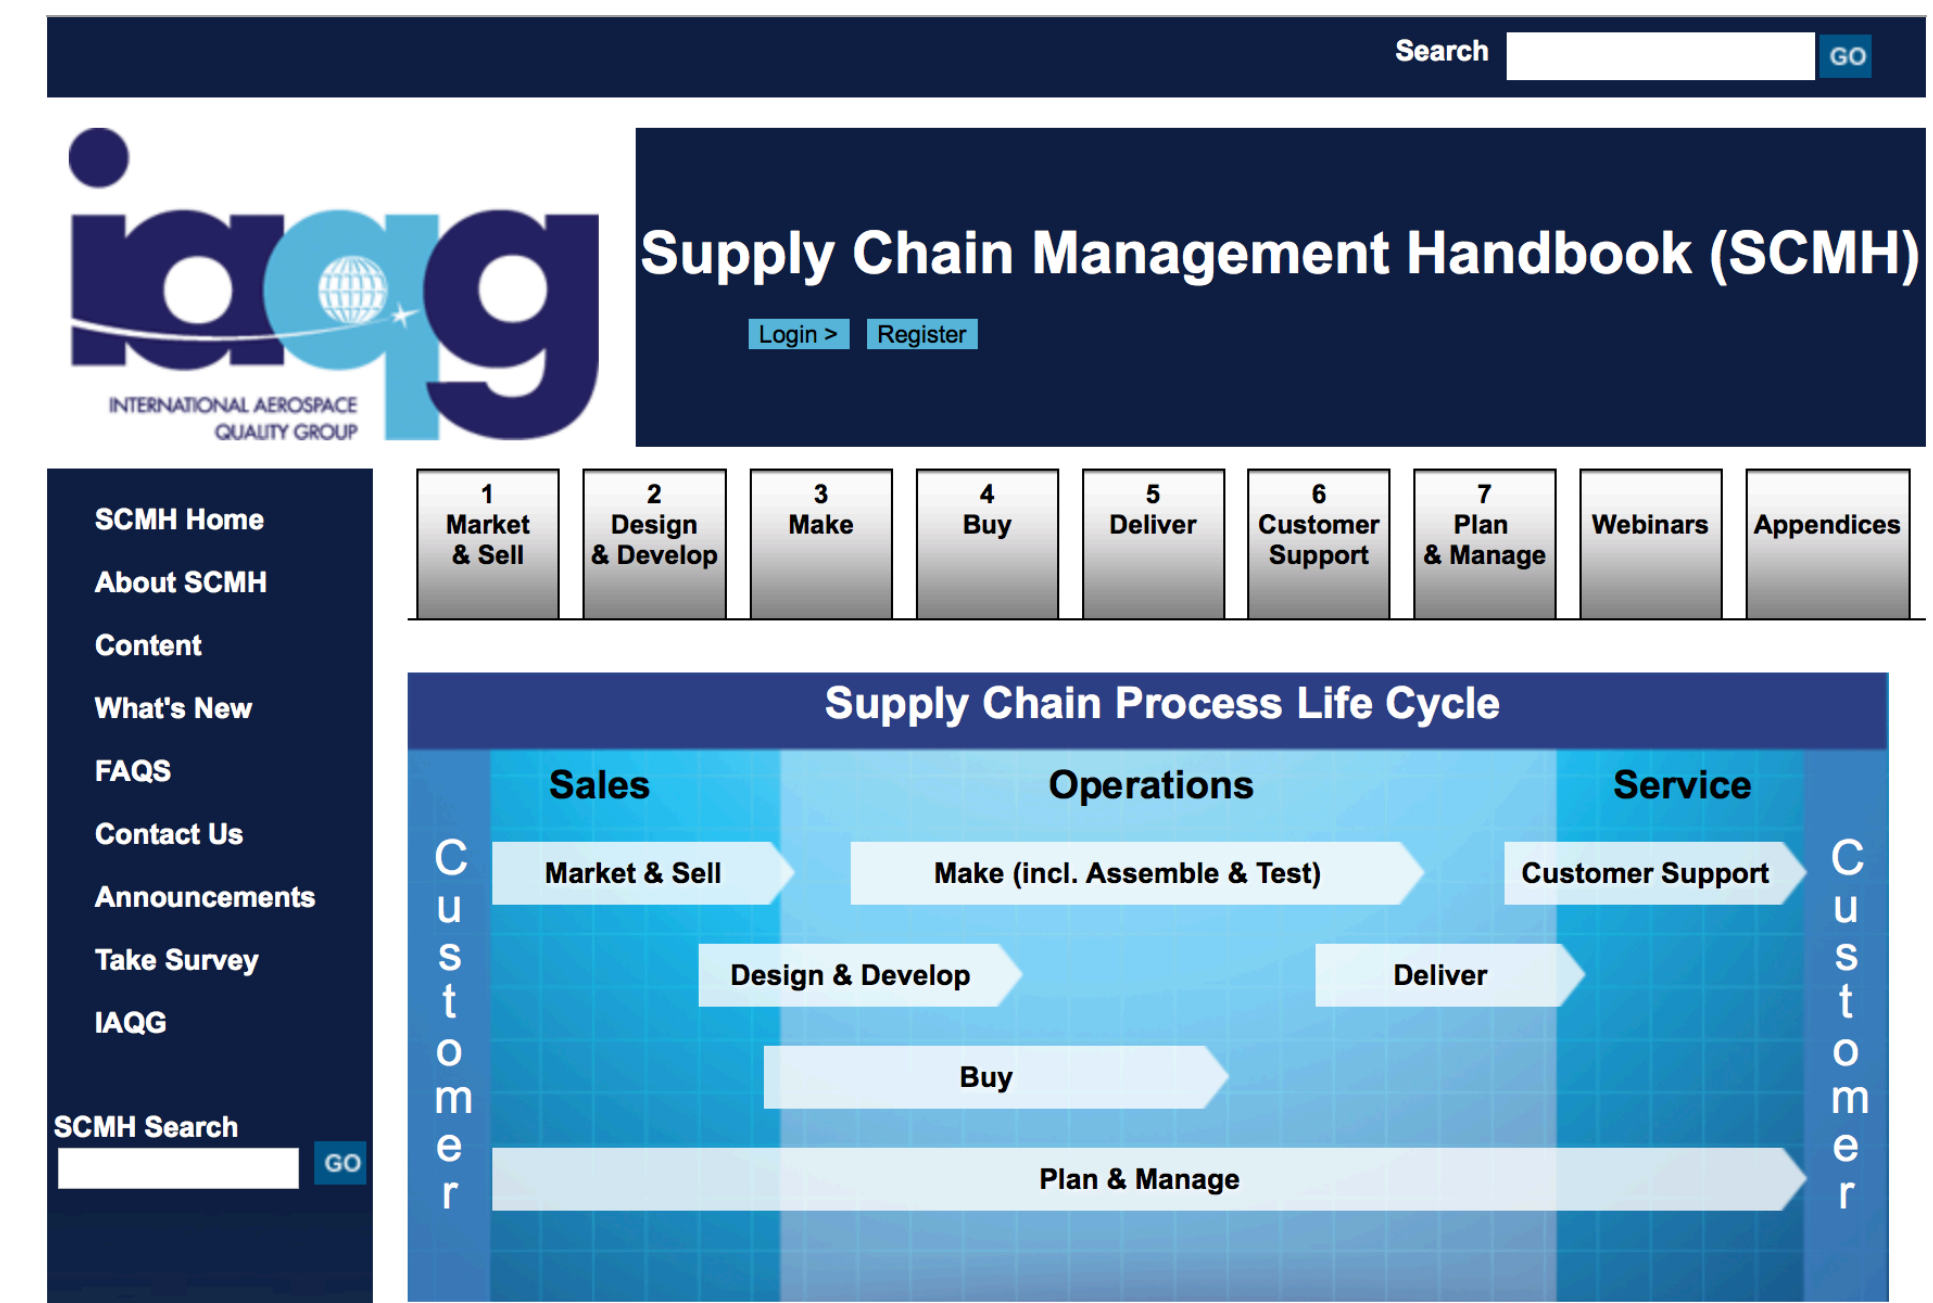 Search GO
iaqg
INTERNATIONAL AEROSPACE
QUALITY GROUP
Supply Chain Management Handbook (SCMH)
Login > Register
SCMH Home
About SCMH
Content
What's New
FAQS
Contact Us
Announcements
Take Survey
IAQG
SCMH Search
GO
1
Market
& Sell
2
Design
& Develop
3
Make
4
Buy
5
Deliver
6
Customer
Support
7
Plan
& Manage
Webinars
Appendices
Supply Chain Process Life Cycle
Sales Operations Service
Customer
Market & Sell Make (incl. Assemble & Test) Customer Support
Design & Develop Deliver
Buy
Plan & Manage
Customer